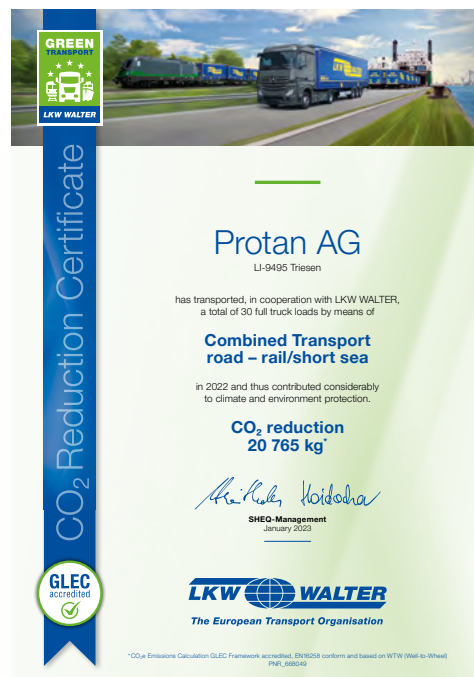 GREEN
TRANSPORT
LKW WALTER
CO₂ Reduction Certificate
Protan AG
LI-9495 Triesen
has transported, in cooperation with LKW WALTER,
a total of 30 full truck loads by means of
Combined Transport
road – rail/short sea
in 2022 and thus contributed considerably
to climate and environment protection.
CO₂ reduction
20 765 kg*
SHEQ-Management
January 2023
GLEC
accredited
LKW WALTER
The European Transport Organisation
*CO₂e Emissions Calculation GLEC Framework accredited, EN16258 conform and based on WTW (Well-to-Wheel)
PNR_668049